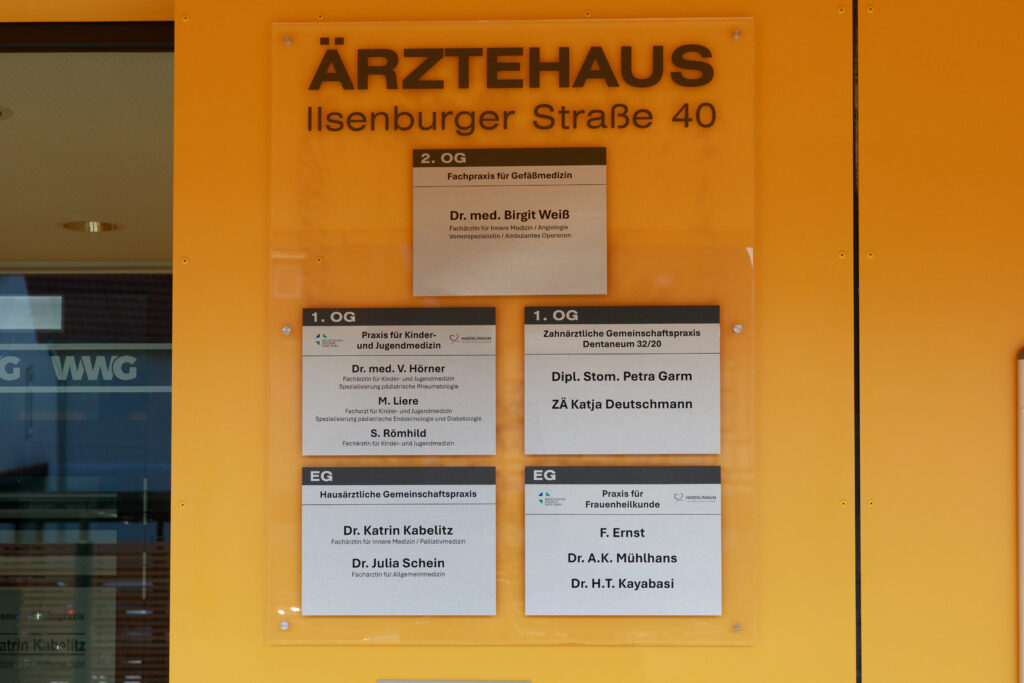 ÄRZTEHAUS
Ilsenburger Straße 40
2. OG
Fachpraxis für Gefäßmedizin
Dr. med. Birgit Weiß
Fachärztin für Innere Medizin / Angiologie
Venenspezialistin / Ambulantes Operieren
1. OG
Praxis für Kinder-
und Jugendmedizin
HARZKLINIKUM
Dr. med. V. Hörner
Fachärztin für Kinder- und Jugendmedizin
Spezialisierung pädiatrische Rheumatologie
M. Liere
Facharzt für Kinder- und Jugendmedizin
Spezialisierung pädiatrische Endokrinologie und Diabetologie
S. Römhild
Fachärztin für Kinder- und Jugendmedizin
1. OG
Zahnärztliche Gemeinschaftspraxis
Dentaneum 32/20
Dipl. Stom. Petra Garm
ZÄ Katja Deutschmann
EG
Hausärztliche Gemeinschaftspraxis
Dr. Katrin Kabelitz
Fachärztin für Innere Medizin / Palliativmedizin
Dr. Julia Schein
Fachärztin für Allgemeinmedizin
EG
Praxis für
Frauenheilkunde
HARZKLINIKUM
F. Ernst
Dr. A.K. Mühlhans
Dr. H.T. Kayabasi
G WWG
atrin Kabelitz